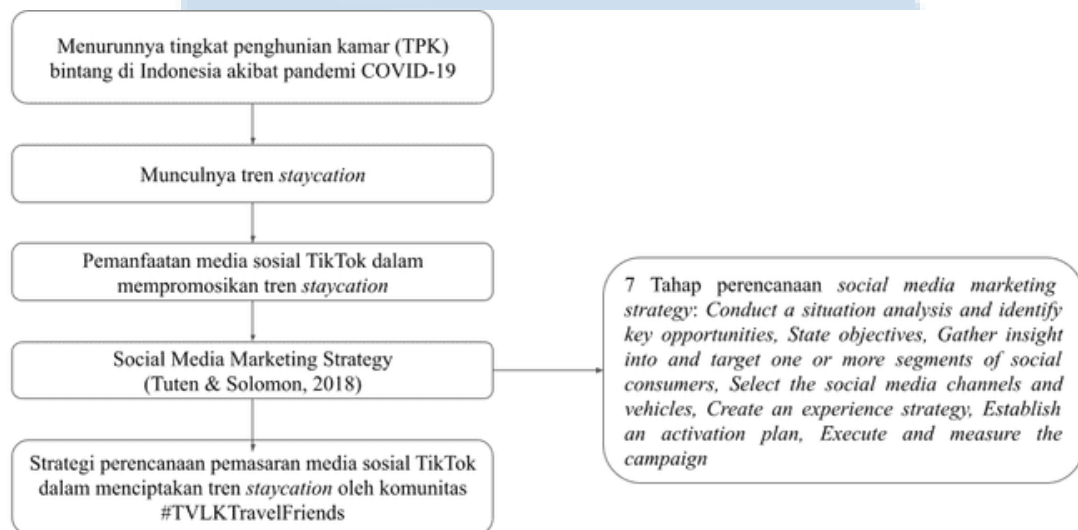 Menurunnya tingkat penghunian kamar (TPK)
bintang di Indonesia akibat pandemi COVID-19
Munculnya tren staycation
Pemanfaatan media sosial TikTok dalam
mempromosikan tren staycation
Social Media Marketing Strategy
(Tuten & Solomon, 2018)
7 Tahap perencanaan social media marketing
strategy: Conduct a situation analysis and identify
key opportunities, State objectives, Gather insight
into and target one or more segments of social
consumers, Select the social media channels and
vehicles, Create an experience strategy, Establish
an activation plan, Execute and measure the
campaign
Strategi perencanaan pemasaran media sosial TikTok
dalam menciptakan tren staycation oleh komunitas
#TVLKTravelFriends